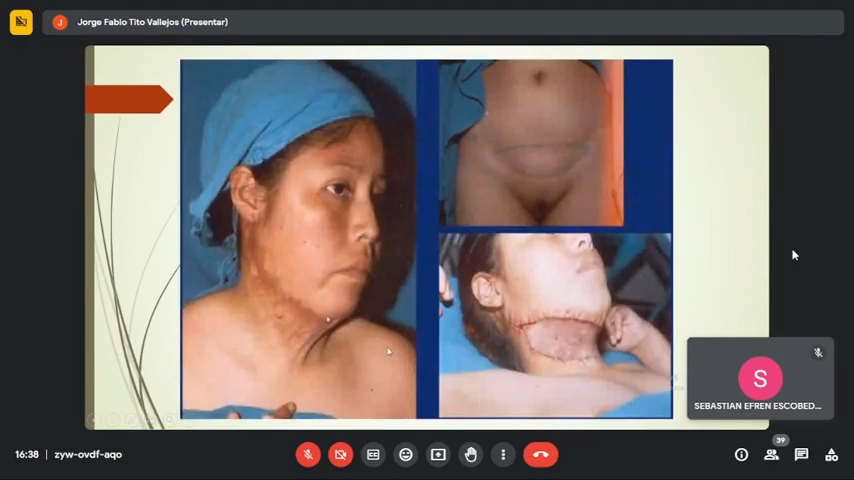 J
Jorge Fabio Tito Vallejos (Presentar)
S
SEBASTIAN EFREN ESCOBED...
16:38
zyw-ovdf-aqo
39